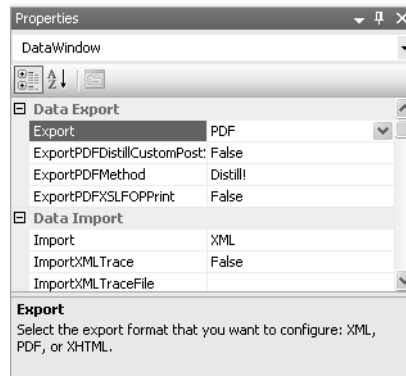 Properties
DataWindow
Data Export
Export PDF
ExportPDFDistillCustomPost: False
ExportPDFMethod Distill!
ExportPDFXSLFOPPrint False
Data Import
Import XML
ImportXMLTrace False
ImportXMLTraceFile
Export
Select the export format that you want to configure: XML,
PDF, or XHTML.